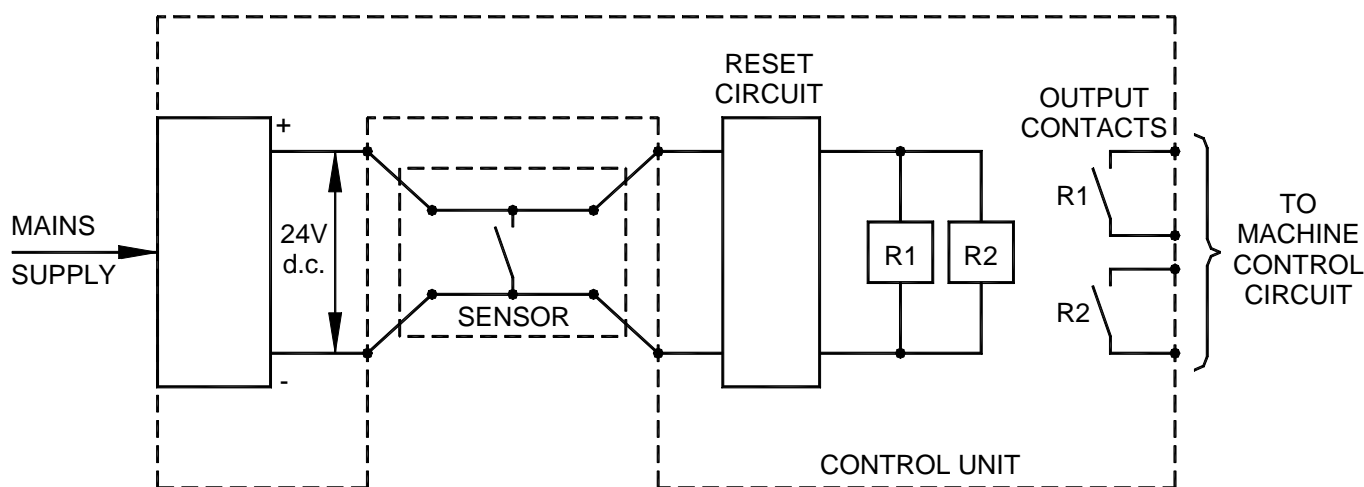 RESET
CIRCUIT
OUTPUT
CONTACTS
+
MAINS
SUPPLY
24V
d.c.
SENSOR
-
R1
R2
R1
R2
TO
MACHINE
CONTROL
CIRCUIT
CONTROL UNIT